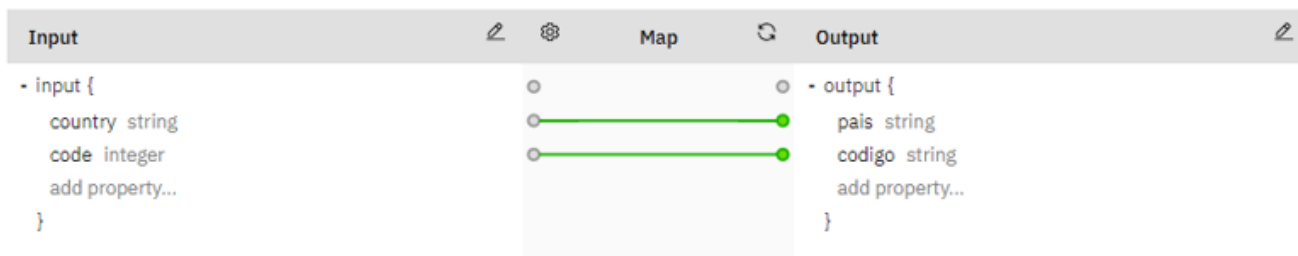 Input Map Output
- input { - output {
country string pais string
code integer codigo string
add property... add property...
} }